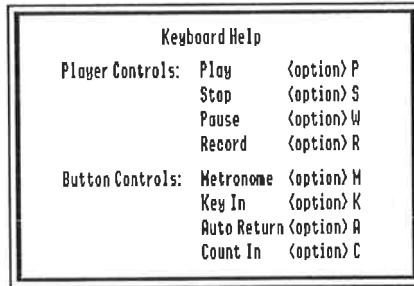 Keyboard Help
Player Controls: Play <option> P
Stop <option> S
Pause <option> W
Record <option> R
Button Controls: Metronome <option> M
Key In <option> K
Auto Return <option> A
Count In <option> C